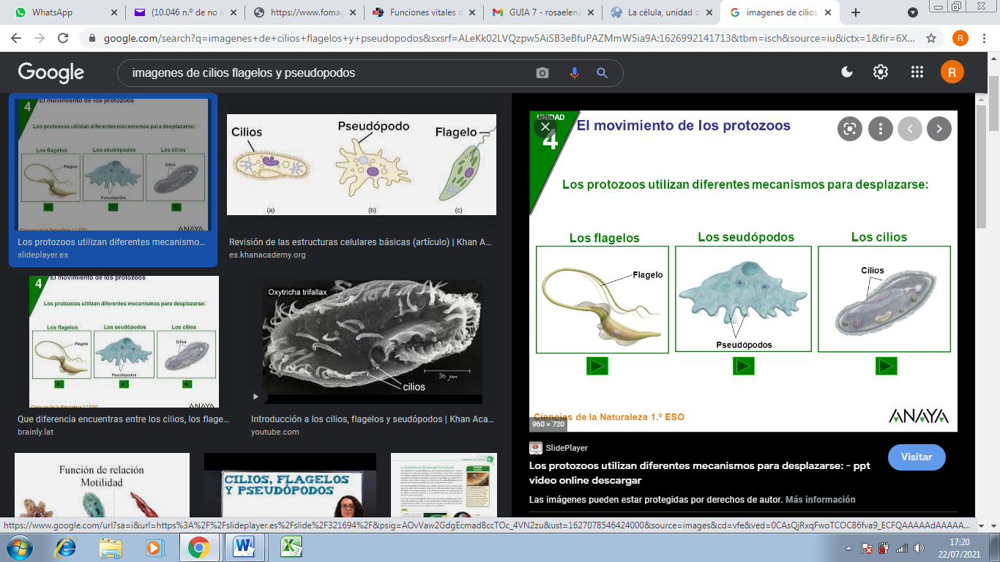 WhatsApp
(10.046 n.º de no l
https://www.fomag
Funciones vitales d
GUIA 7 - rosaelena
La célula, unidad d
imagenes de cilios
google.com/search?q=imagenes+de+cilios+flagelos+y+pseudopodos&sxsrf=ALeKk02LVQzpw5AiSB3eBfuPAZMmW5ia9A:1626992141713&tbm=isch&source=iu&ictx=1&fir=6X...
R
Google
imagenes de cilios flagelos y pseudopodos
R
4
El movimiento de los protozoos
Los protozoos utilizan diferentes mecanismos para desplazarse:
Los flagelos
Los seudópodos
Los cilios
Flagelo
Cilios
Pseudópodos
Ciencias de la Naturaleza 1.º ESO
ANAYA
Los protozoos utilizan diferentes mecanismo...
slideplayer.es
Cilios
Pseudópodo
Flagelo
(a)
(b)
(c)
Revisión de las estructuras celulares básicas (artículo) | Khan A...
es.khanacademy.org
4
El movimiento de los protozoos
Los protozoos utilizan diferentes mecanismos para desplazarse:
Los flagelos
Los seudópodos
Los cilios
Flagelo
Cilios
Pseudópodos
Ciencias de la Naturaleza 1.º ESO
ANAYA
Que diferencia encuentras entre los cilios, los flage...
brainly.lat
Oxytricha trifallax
30 µm
cilios
Introducción a los cilios, flagelos y seudópodos | Khan Aca...
youtube.com
Función de relación
Motilidad
CILIOS, FLAGELOS
Y PSEUDÓPODOS
UNIDAD
4
El movimiento de los protozoos
Los protozoos utilizan diferentes mecanismos para desplazarse:
Los flagelos
Los seudópodos
Los cilios
Flagelo
Pseudópodos
Cilios
Ciencias de la Naturaleza 1.º ESO
ANAYA
960 × 720
SlidePlayer
Los protozoos utilizan diferentes mecanismos para desplazarse: - ppt
video online descargar
Visitar
Las imágenes pueden estar protegidas por derechos de autor. Más información
https://www.google.com/url?sa=i&url=https%3A%2F%2Fslideplayer.es%2Fslide%2F321694%2F&psig=AOvVaw2GdgEcmad8ccTOc_4VN2zu&ust=1627078546424000&source=images&cd=vfe&ved=0CAsQjRxqFwoTCOC86fva9_ECFQAAAAAdAAAAA...
17:20
22/07/2021